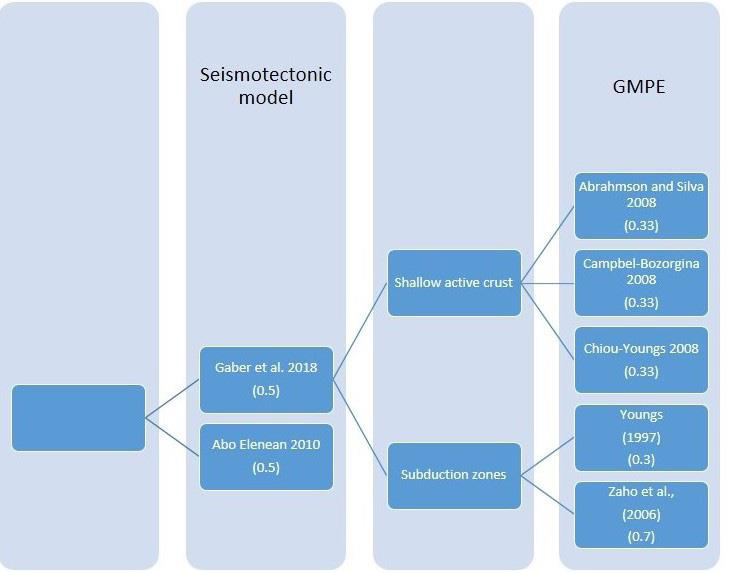 Seismotectonic
model
GMPE
Abrahmson and Silva
2008
(0.33)
Shallow active crust
Campbel-Bozorgina
2008
(0.33)
Chiou-Youngs 2008
(0.33)
Gaber et al. 2018
(0.5)
Abo Elenean 2010
(0.5)
Subduction zones
Youngs
(1997)
(0.3)
Zaho et al.,
(2006)
(0.7)